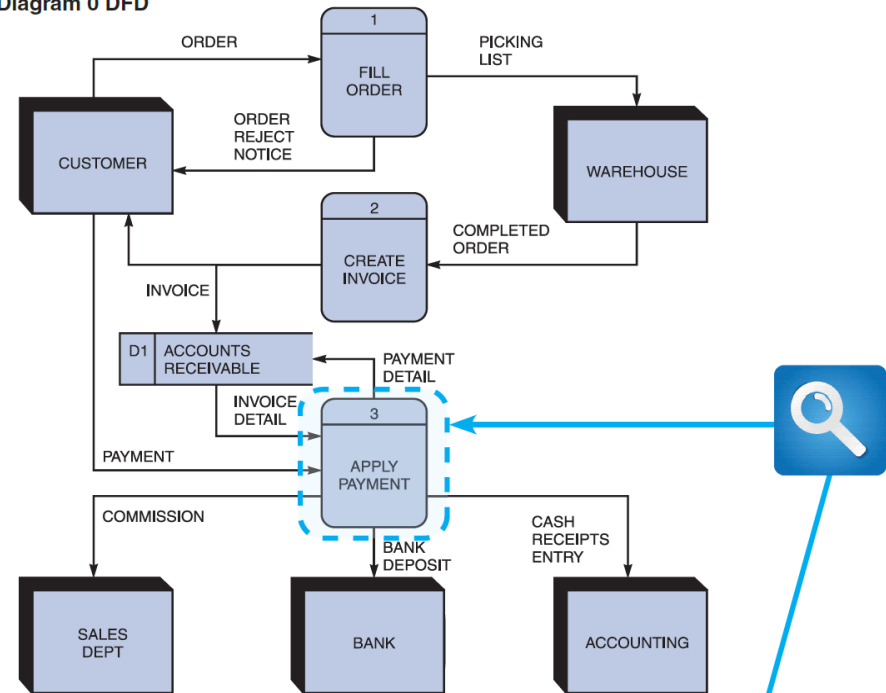 Diagram 0 DFD
ORDER
1
FILL
ORDER
PICKING
LIST
CUSTOMER
ORDER
REJECT
NOTICE
WAREHOUSE
2
CREATE
INVOICE
COMPLETED
ORDER
INVOICE
D1 ACCOUNTS
RECEIVABLE
PAYMENT
DETAIL
INVOICE
DETAIL
3
APPLY
PAYMENT
PAYMENT
COMMISSION
BANK
DEPOSIT
CASH
RECEIPTS
ENTRY
SALES
DEPT
BANK
ACCOUNTING